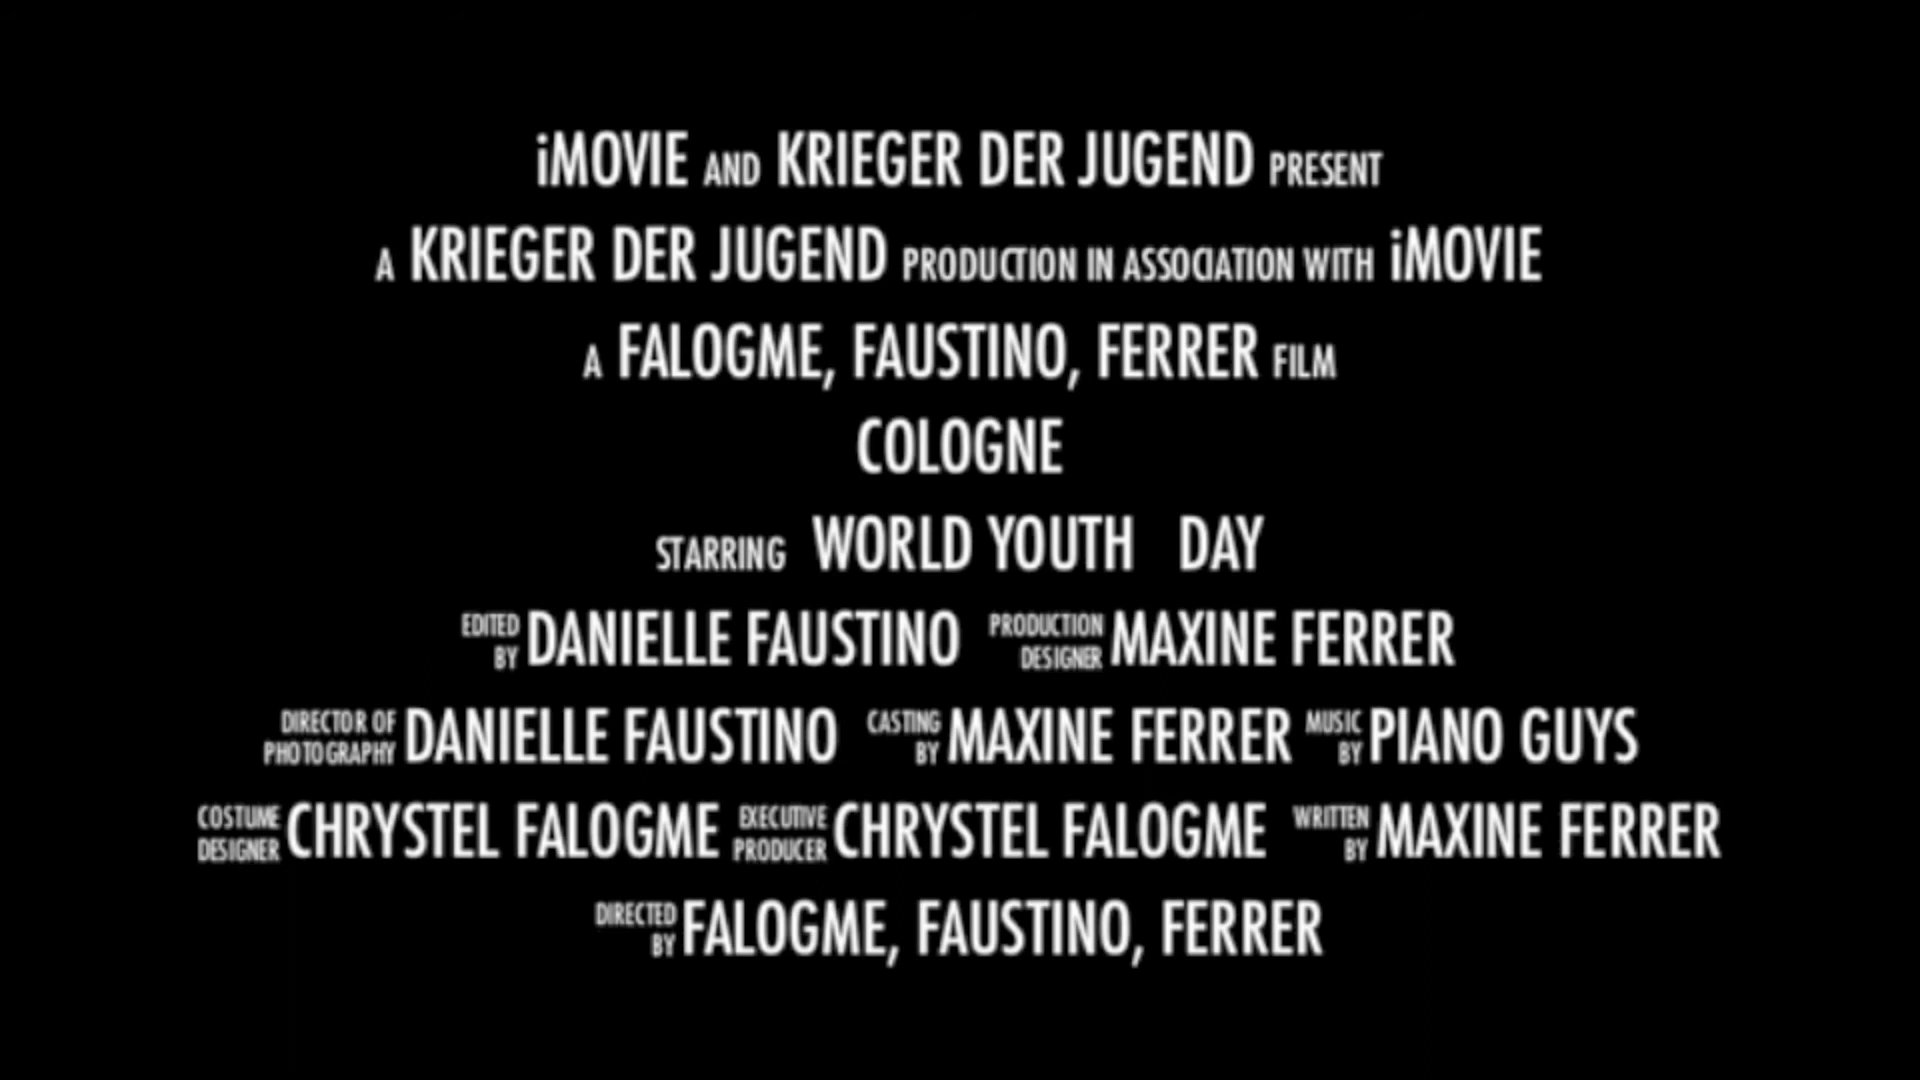 iMOVIE AND KRIEGER DER JUGEND PRESENT
A KRIEGER DER JUGEND PRODUCTION IN ASSOCIATION WITH iMOVIE
A FALOGME, FAUSTINO, FERRER FILM
COLOGNE
STARRING WORLD YOUTH DAY
EDITED BY DANIELLE FAUSTINO PRODUCTION DESIGNER MAXINE FERRER
DIRECTOR OF PHOTOGRAPHY DANIELLE FAUSTINO CASTING BY MAXINE FERRER MUSIC BY PIANO GUYS
COSTUME DESIGNER CHRYSTEL FALOGME EXECUTIVE PRODUCER CHRYSTEL FALOGME WRITTEN BY MAXINE FERRER
DIRECTED BY FALOGME, FAUSTINO, FERRER